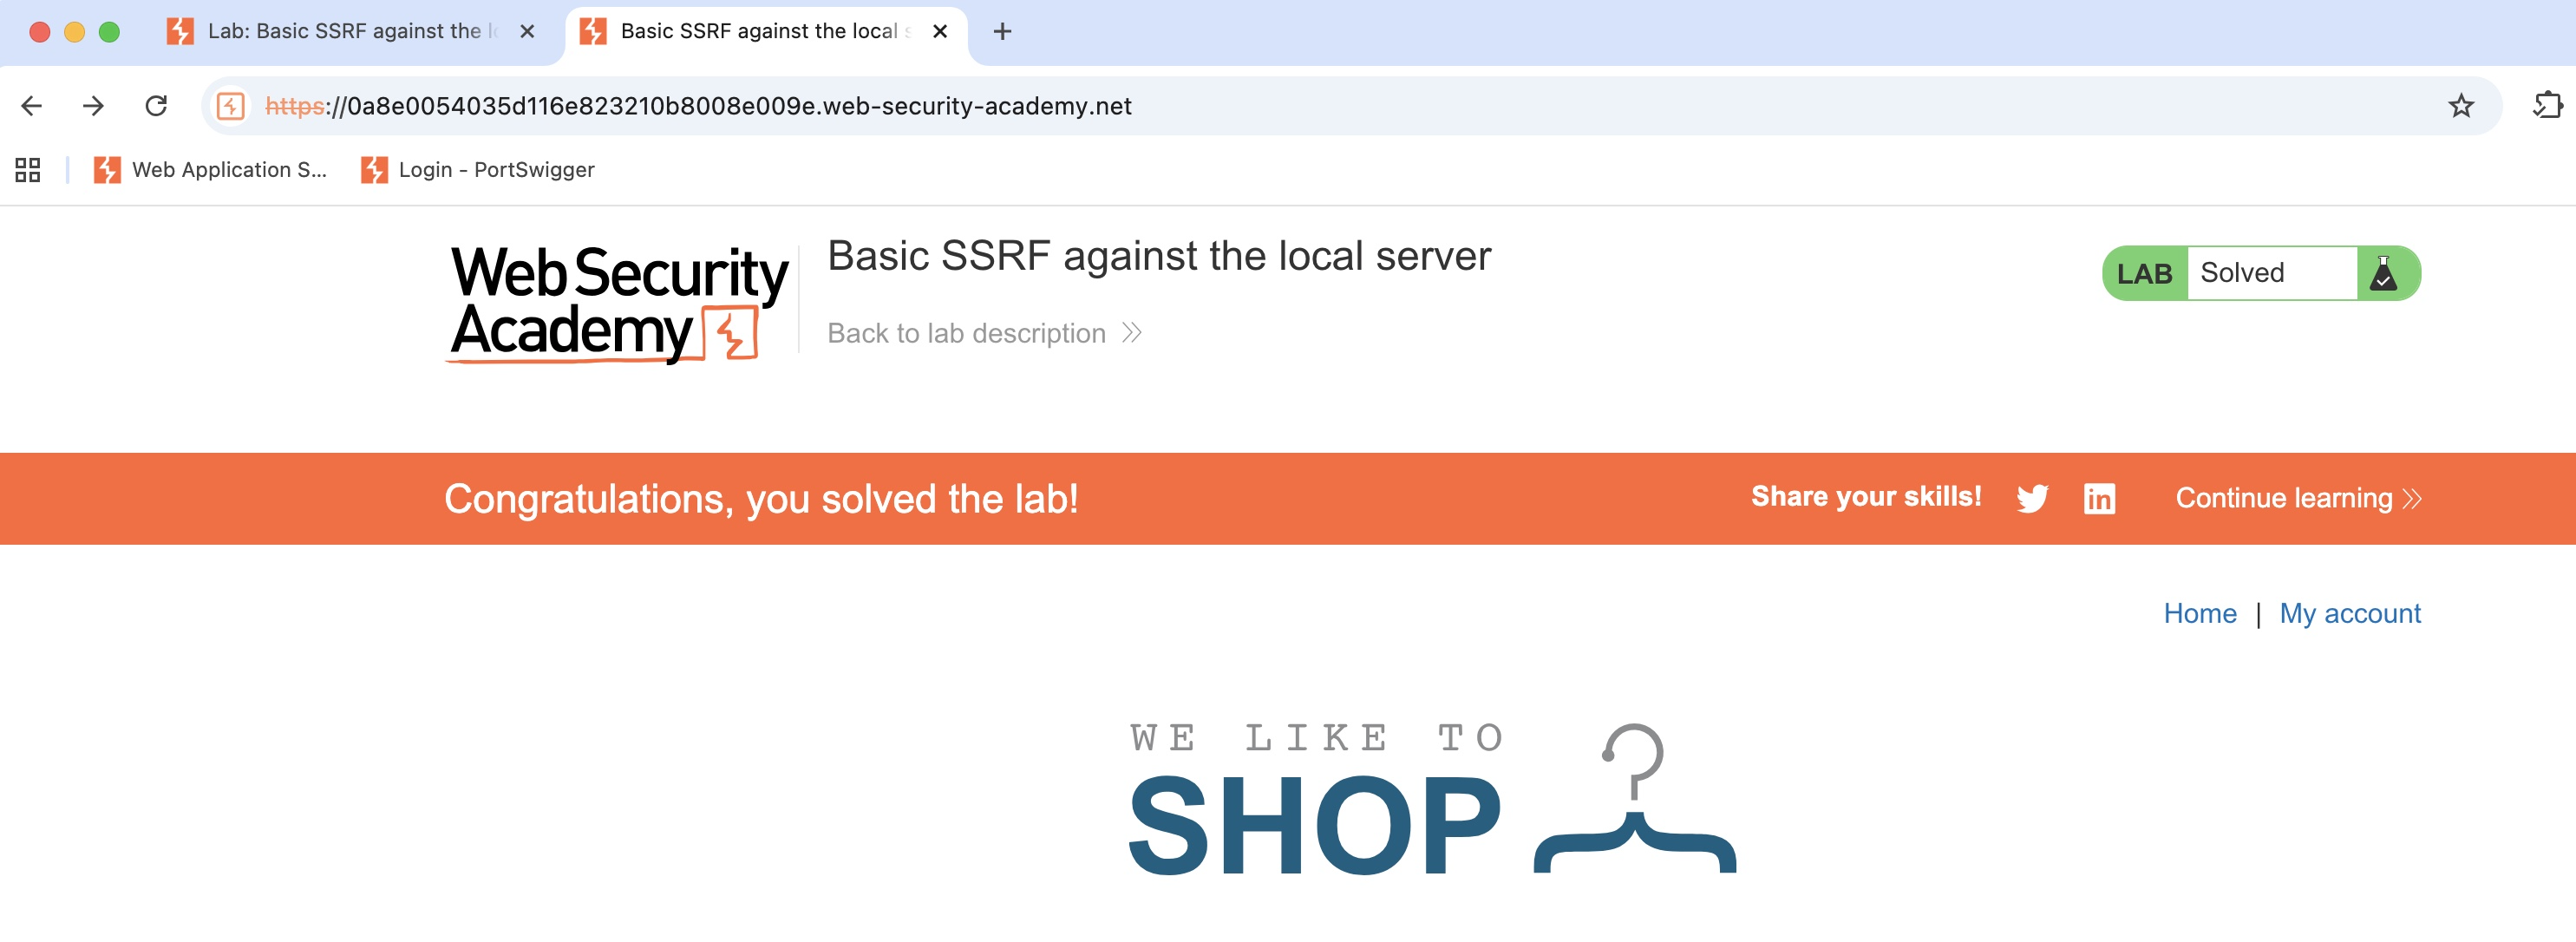 Lab: Basic SSRF against the
Basic SSRF against the local
https://0a8e0054035d116e823210b8008e009e.web-security-academy.net
Web Application S...
Login - PortSwigger
Web Security
Academy
Basic SSRF against the local server
Back to lab description
LAB Solved
Congratulations, you solved the lab!
Share your skills!
in
Continue learning
Home | My account
WE LIKE TO
SHOP